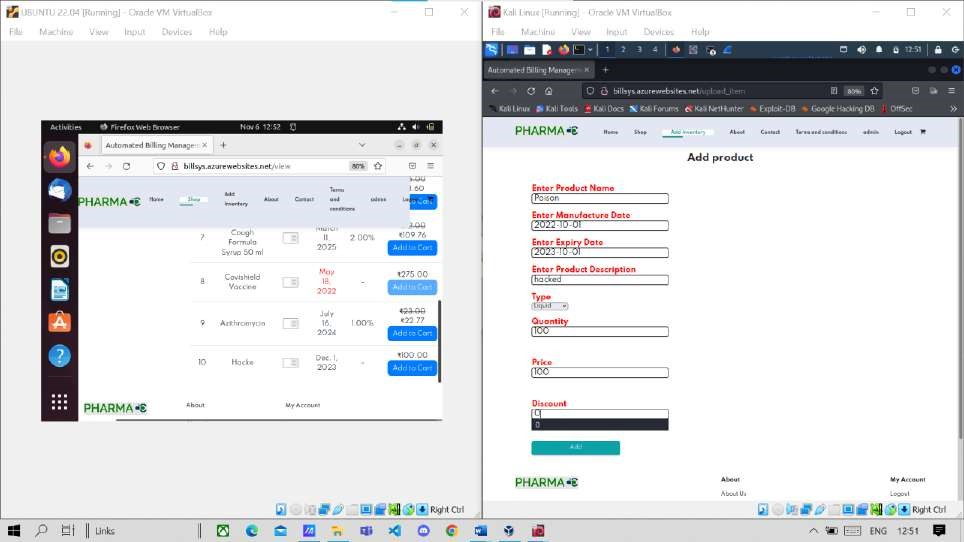 UBUNTU 22.04 [Running] - Oracle VM VirtualBox
File Machine View Input Devices Help
Activities Firefox Web Browser Nov 6 12:52
Automated Billing Managem
billsys.azurewebsites.net/view 80%
PHARMA
Home Shop Add Inventory About Contact Terms and conditions admin
7 Cough Formula Syrup 50 ml March 11, 2025 2.00% ₹109.76 Add to Cart
8 Covishield Vaccine May 18, 2022 - ₹275.00 Add to Cart
9 Azithromycin July 16, 2024 1.00% ₹23.00 ₹22.77 Add to Cart
10 Hacke Dec. 1, 2023 - ₹100.00 Add to Cart
PHARMA About My Account
Right Ctrl
Kali Linux [Running] - Oracle VM VirtualBox
File Machine View Input Devices Help
1 2 3 4 12:51
Automated Billing Managem
billsys.azurewebsites.net/upload_item 80%
Kali Linux Kali Tools Kali Docs Kali Forums Kali NetHunter Exploit-DB Google Hacking DB OffSec
PHARMA Home Shop Add Inventory About Contact Terms and conditions admin Logout
Add product
Enter Product Name
Poison
Enter Manufacture Date
2022-10-01
Enter Expiry Date
2023-10-01
Enter Product Description
hacked
Type
Liquid
Quantity
100
Price
100
Discount
0
0
Add
PHARMA About My Account
About Us Logout
Right Ctrl
Links ENG 12:51